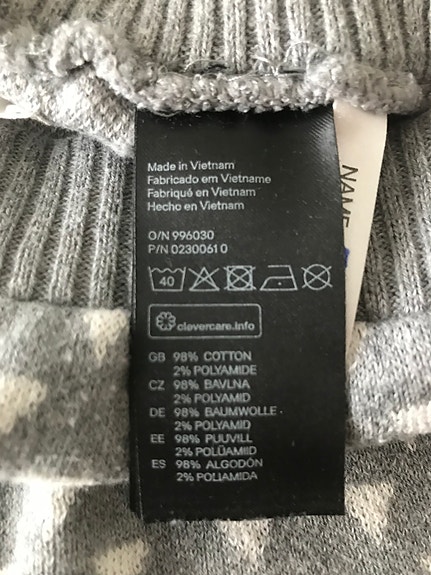 Made in Vietnam
Fabricado em Vietname
Fabriqué en Vietnam
Hecho en Vietnam
O/N 996030
P/N 02300610
40
clevercare.info
GB 98% COTTON
2% POLYAMIDE
CZ 98% BAVLNA
2% POLYAMID
DE 98% BAUMWOLLE
2% POLYAMID
EE 98% PUUVILL
2% POLÜAMIID
ES 98% ALGODÓN
2% POLIAMIDA
NAME